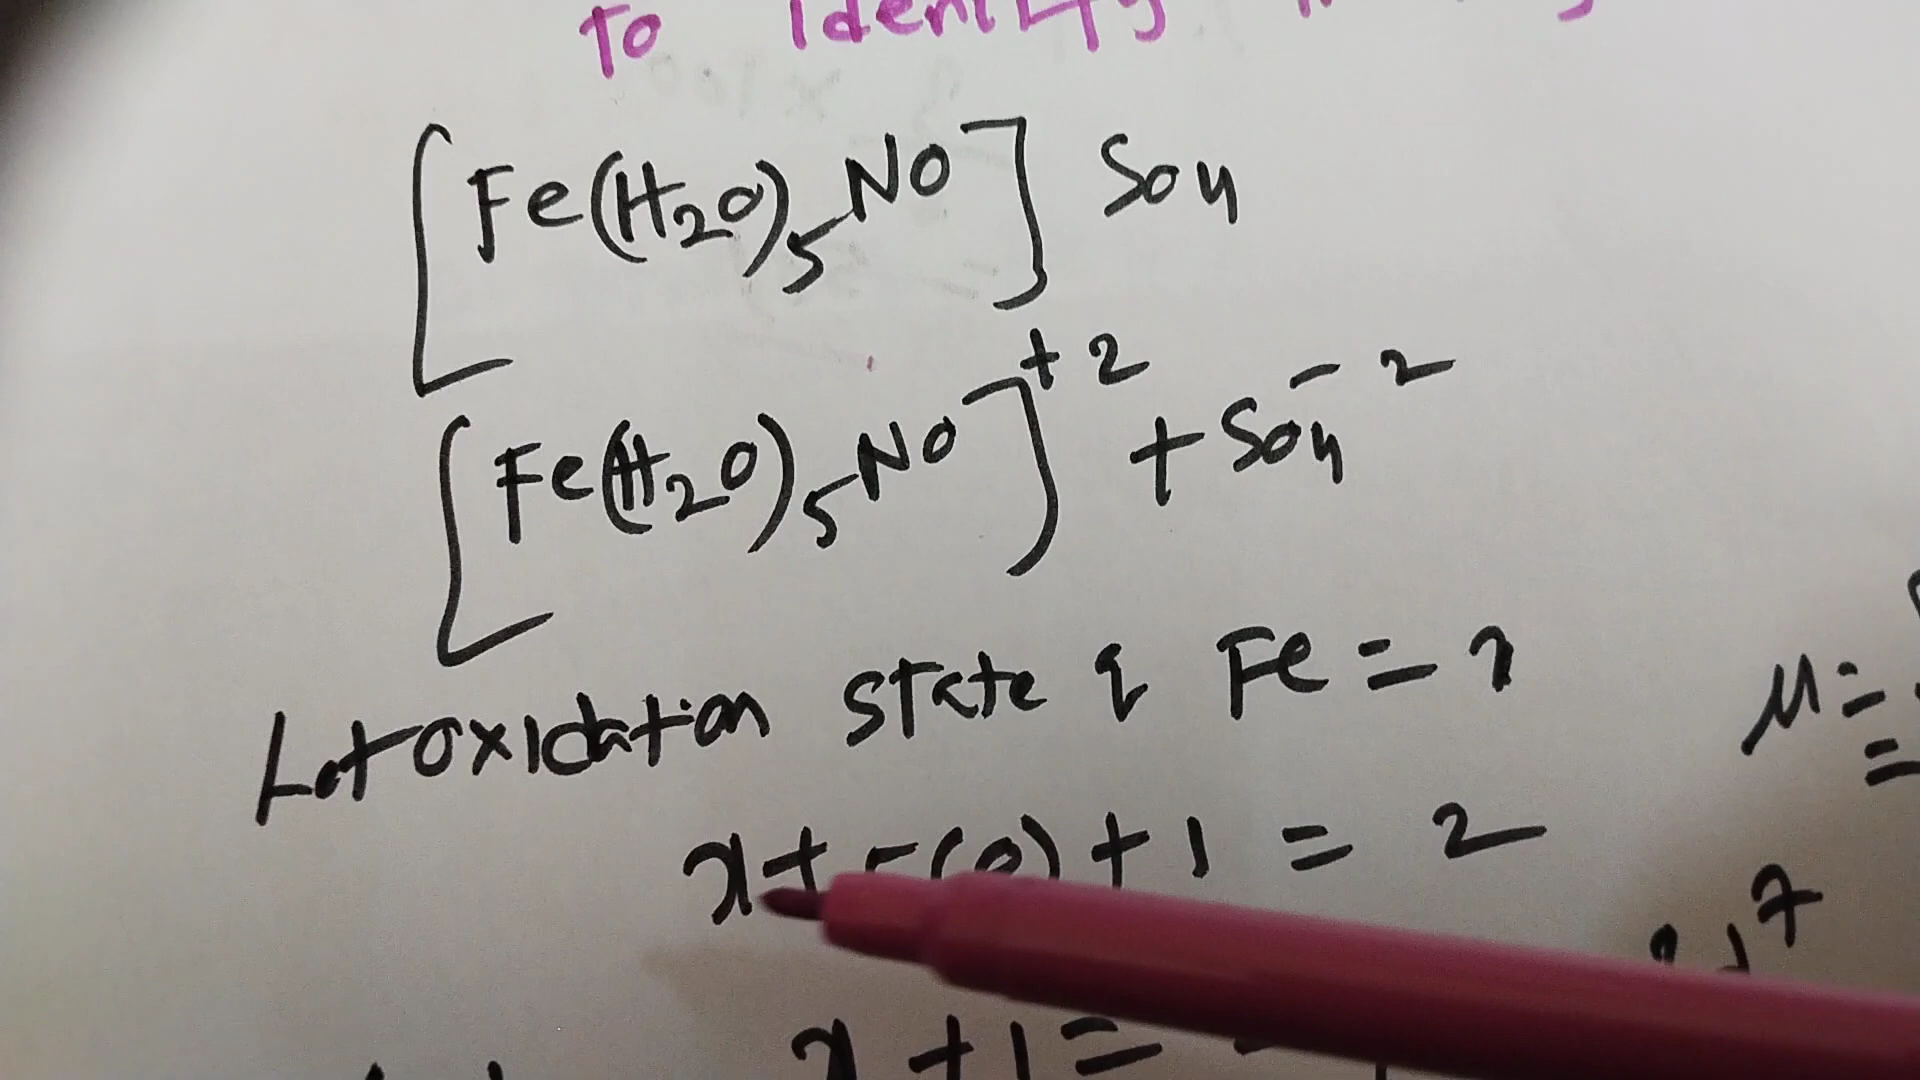 To Identify
[Fe(H2O)5NO] So4
[Fe(H2O)5NO]+2 + So4-2
Let oxidation state of Fe = x
μ=
x + 5(0) + 1 = 2
3d7
x + 1 =